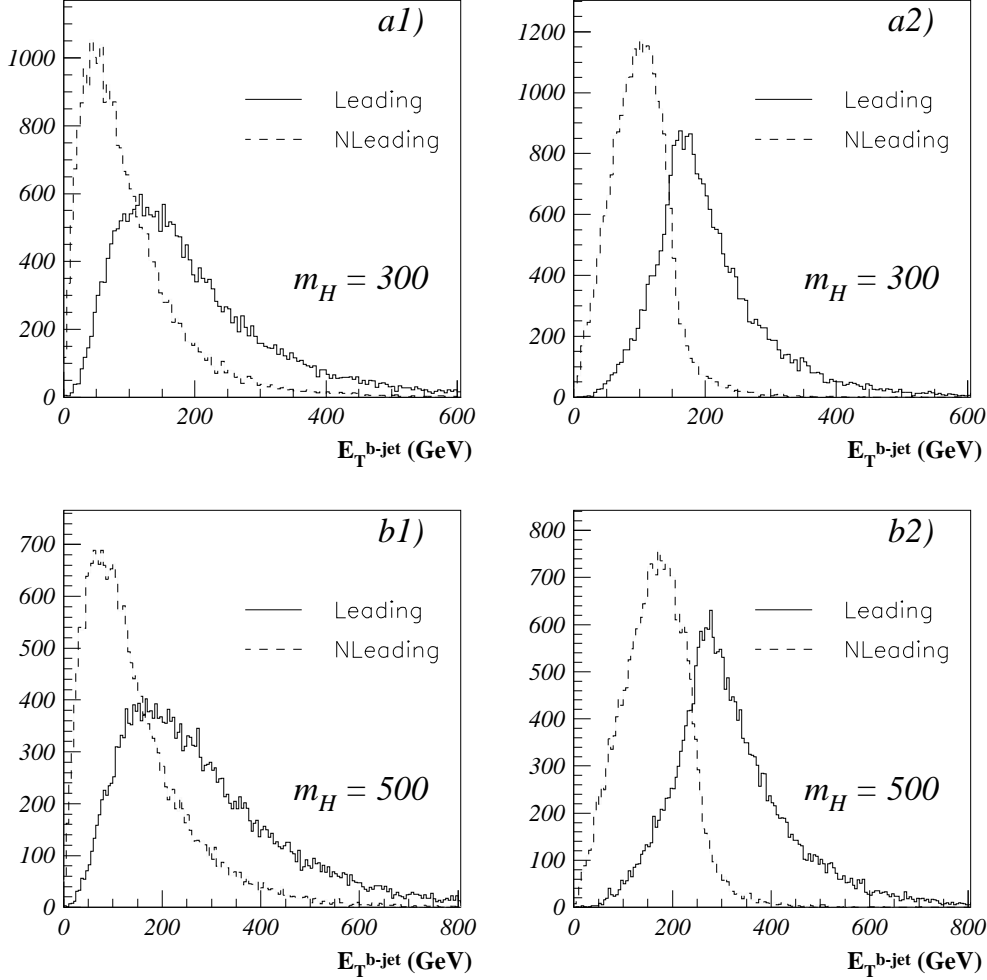 a1)
1000
800
600
400
200
0
Leading
NLeading
m_H = 300
0 200 400 600
E_T^b-jet (GeV)
a2)
1200
1000
800
600
400
200
0
Leading
NLeading
m_H = 300
0 200 400 600
E_T^b-jet (GeV)
b1)
700
600
500
400
300
200
100
0
Leading
NLeading
m_H = 500
0 200 400 600 800
E_T^b-jet (GeV)
b2)
800
700
600
500
400
300
200
100
0
Leading
NLeading
m_H = 500
0 200 400 600 800
E_T^b-jet (GeV)